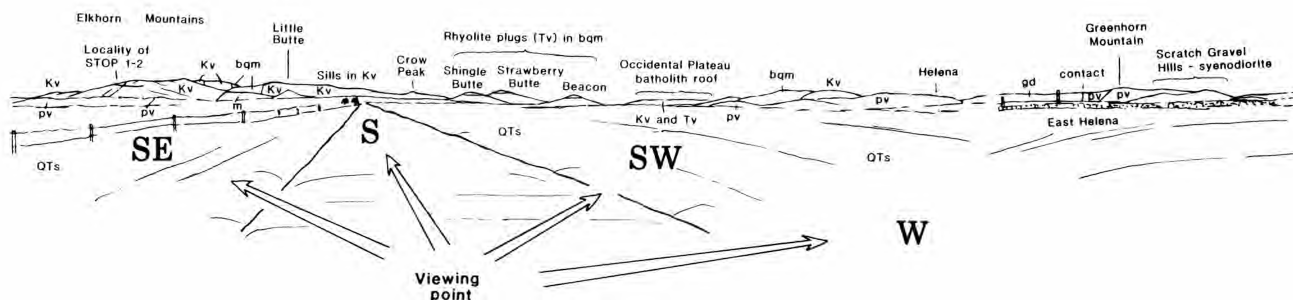 Elkhorn Mountains
Locality of
STOP 1-2
Little
Butte
Kv
bqm
Kv
Kv
Kv
Kv
Sills in Kv
m
pv
pv
Crow
Peak
Rhyolite plugs (Tv) in bqm
Shingle
Butte
Strawberry
Butte
Beacon
Occidental Plateau
batholith roof
Kv and Tv
pv
bqm
Kv
pv
Helena
Greenhorn
Mountain
gd
contact
pv
pv
Scratch Gravel
Hills - syenodiorite
East Helena
QTs
SE
S
QTs
SW
QTs
W
Viewing
point